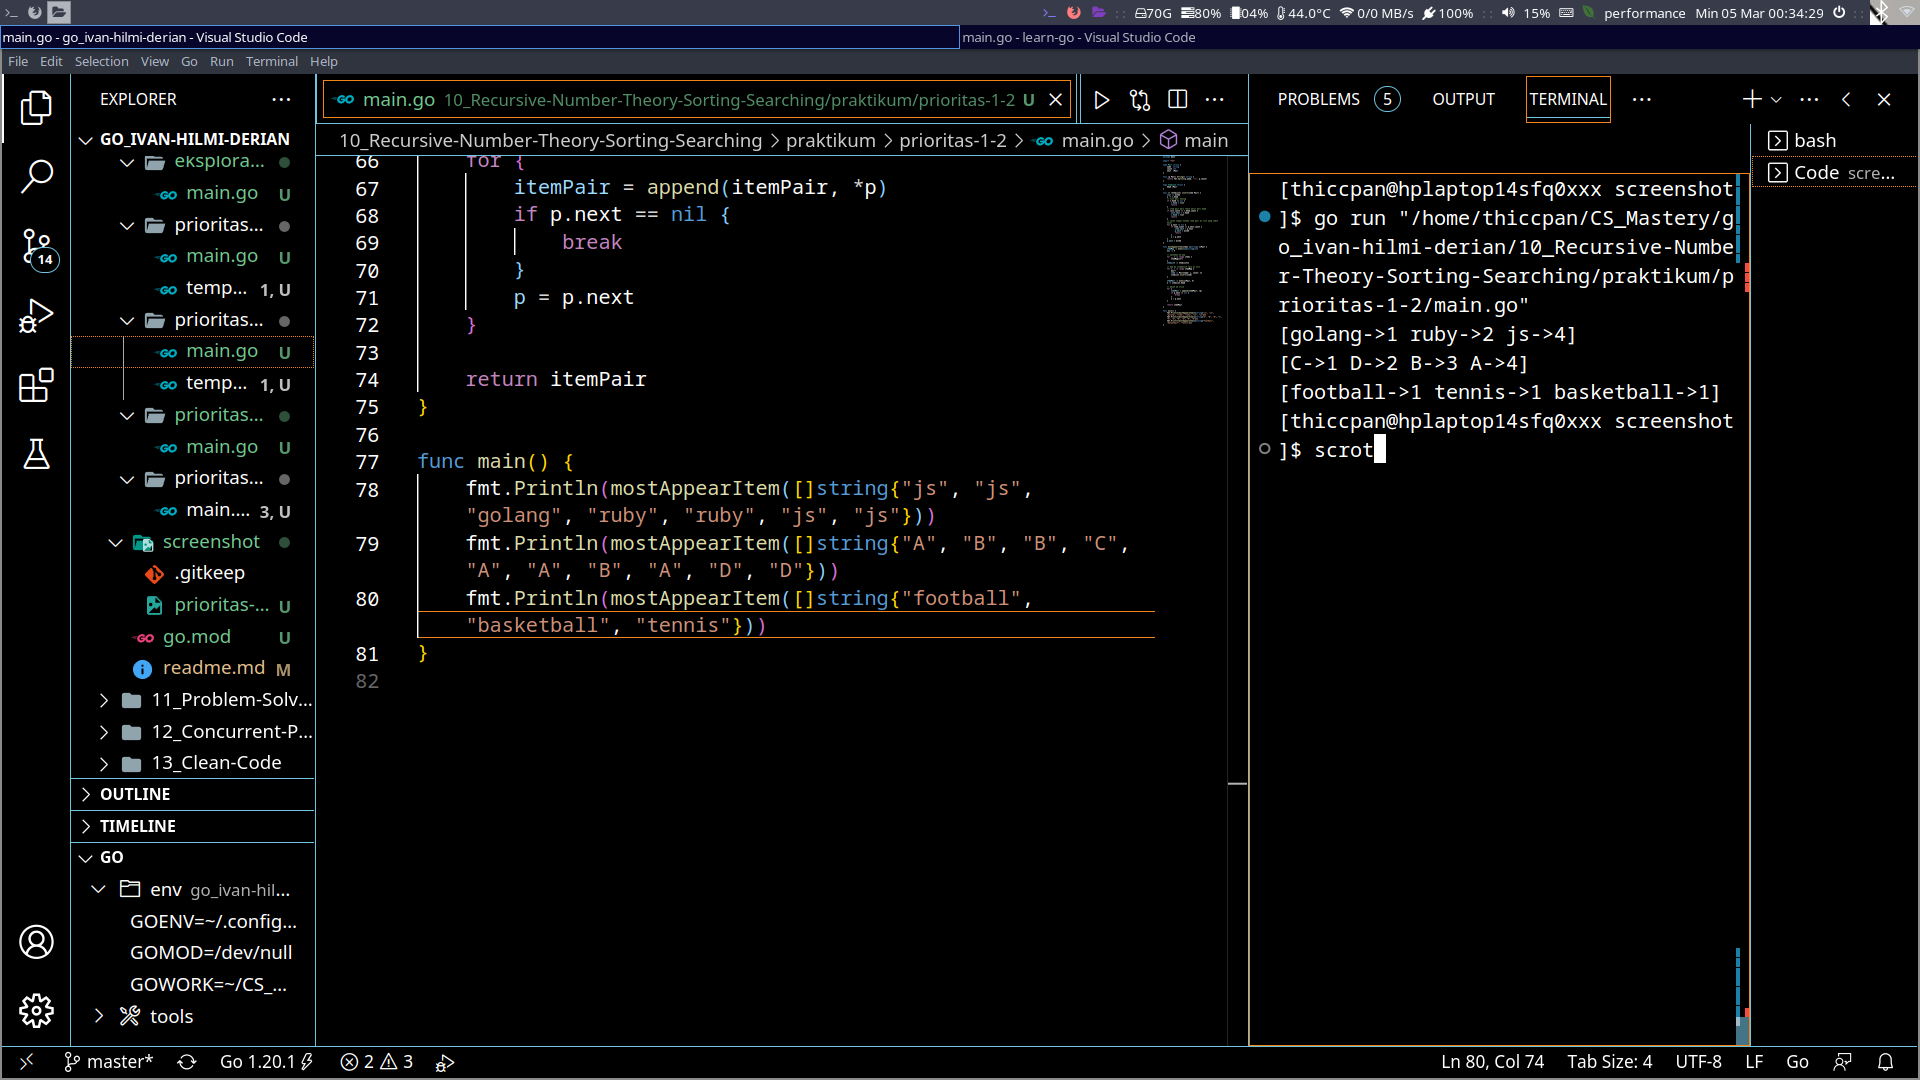 70G 80% 04% 44.0°C 0/0 MB/s 100% 15% performance Min 05 Mar 00:34:29
main.go - go_ivan-hilmi-derian - Visual Studio Code
main.go - learn-go - Visual Studio Code
File Edit Selection View Go Run Terminal Help
EXPLORER
GO_IVAN-HILMI-DERIAN
eksplora...
main.go U
prioritas...
main.go U
temp... 1, U
prioritas...
main.go U
temp... 1, U
prioritas...
main.go U
prioritas...
main.... 3, U
screenshot
.gitkeep
prioritas-... U
go.mod U
readme.md M
11_Problem-Solv...
12_Concurrent-P...
13_Clean-Code
OUTLINE
TIMELINE
GO
env go_ivan-hil...
GOENV=~/.config...
GOMOD=/dev/null
GOWORK=~/CS_...
tools
14
main.go 10_Recursive-Number-Theory-Sorting-Searching/praktikum/prioritas-1-2 U
10_Recursive-Number-Theory-Sorting-Searching > praktikum > prioritas-1-2 > main.go > main
66 for {
67 itemPair = append(itemPair, *p)
68 if p.next == nil {
69 break
70 }
71 p = p.next
72 }
73
74 return itemPair
75 }
76
77 func main() {
78 fmt.Println(mostAppearItem([]string{"js", "js",
"golang", "ruby", "ruby", "js", "js"}))
79 fmt.Println(mostAppearItem([]string{"A", "B", "B", "C",
"A", "A", "B", "A", "D", "D"}))
80 fmt.Println(mostAppearItem([]string{"football",
"basketball", "tennis"}))
81 }
82
PROBLEMS 5 OUTPUT TERMINAL
[thiccpan@hplaptop14sfq0xxx screenshot
]$ go run "/home/thiccpan/CS_Mastery/g
o_ivan-hilmi-derian/10_Recursive-Numbe
r-Theory-Sorting-Searching/praktikum/p
rioritas-1-2/main.go"
[golang->1 ruby->2 js->4]
[C->1 D->2 B->3 A->4]
[football->1 tennis->1 basketball->1]
[thiccpan@hplaptop14sfq0xxx screenshot
]$ scrot
bash
Code scre...
master* Go 1.20.1 2 3
Ln 80, Col 74 Tab Size: 4 UTF-8 LF Go